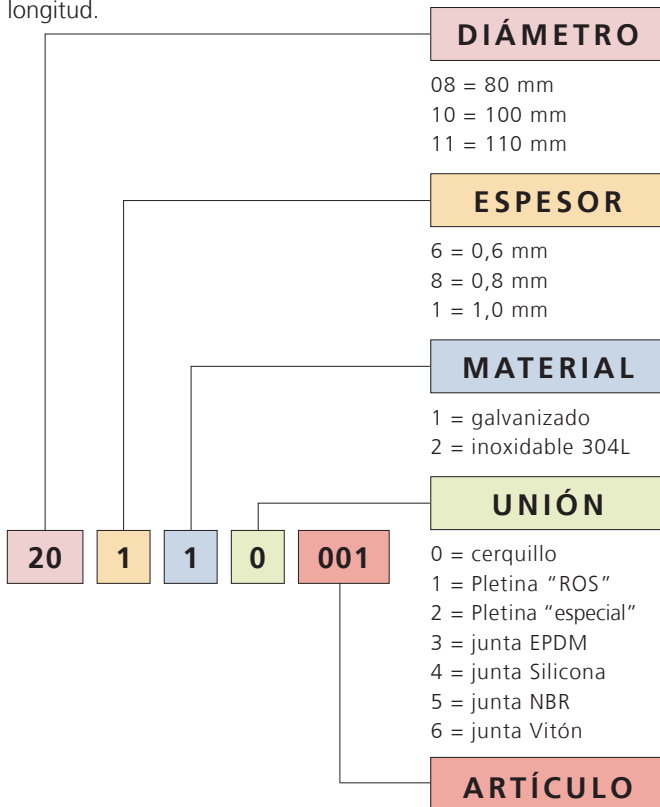 longitud.
DIÁMETRO
08 = 80 mm
10 = 100 mm
11 = 110 mm
ESPESOR
6 = 0,6 mm
8 = 0,8 mm
1 = 1,0 mm
MATERIAL
1 = galvanizado
2 = inoxidable 304L
UNIÓN
0 = cerquillo
1 = Pletina “ROS”
2 = Pletina “especial”
3 = junta EPDM
4 = junta Silicona
5 = junta NBR
6 = junta Vitón
20 1 1 0 001
ARTÍCULO